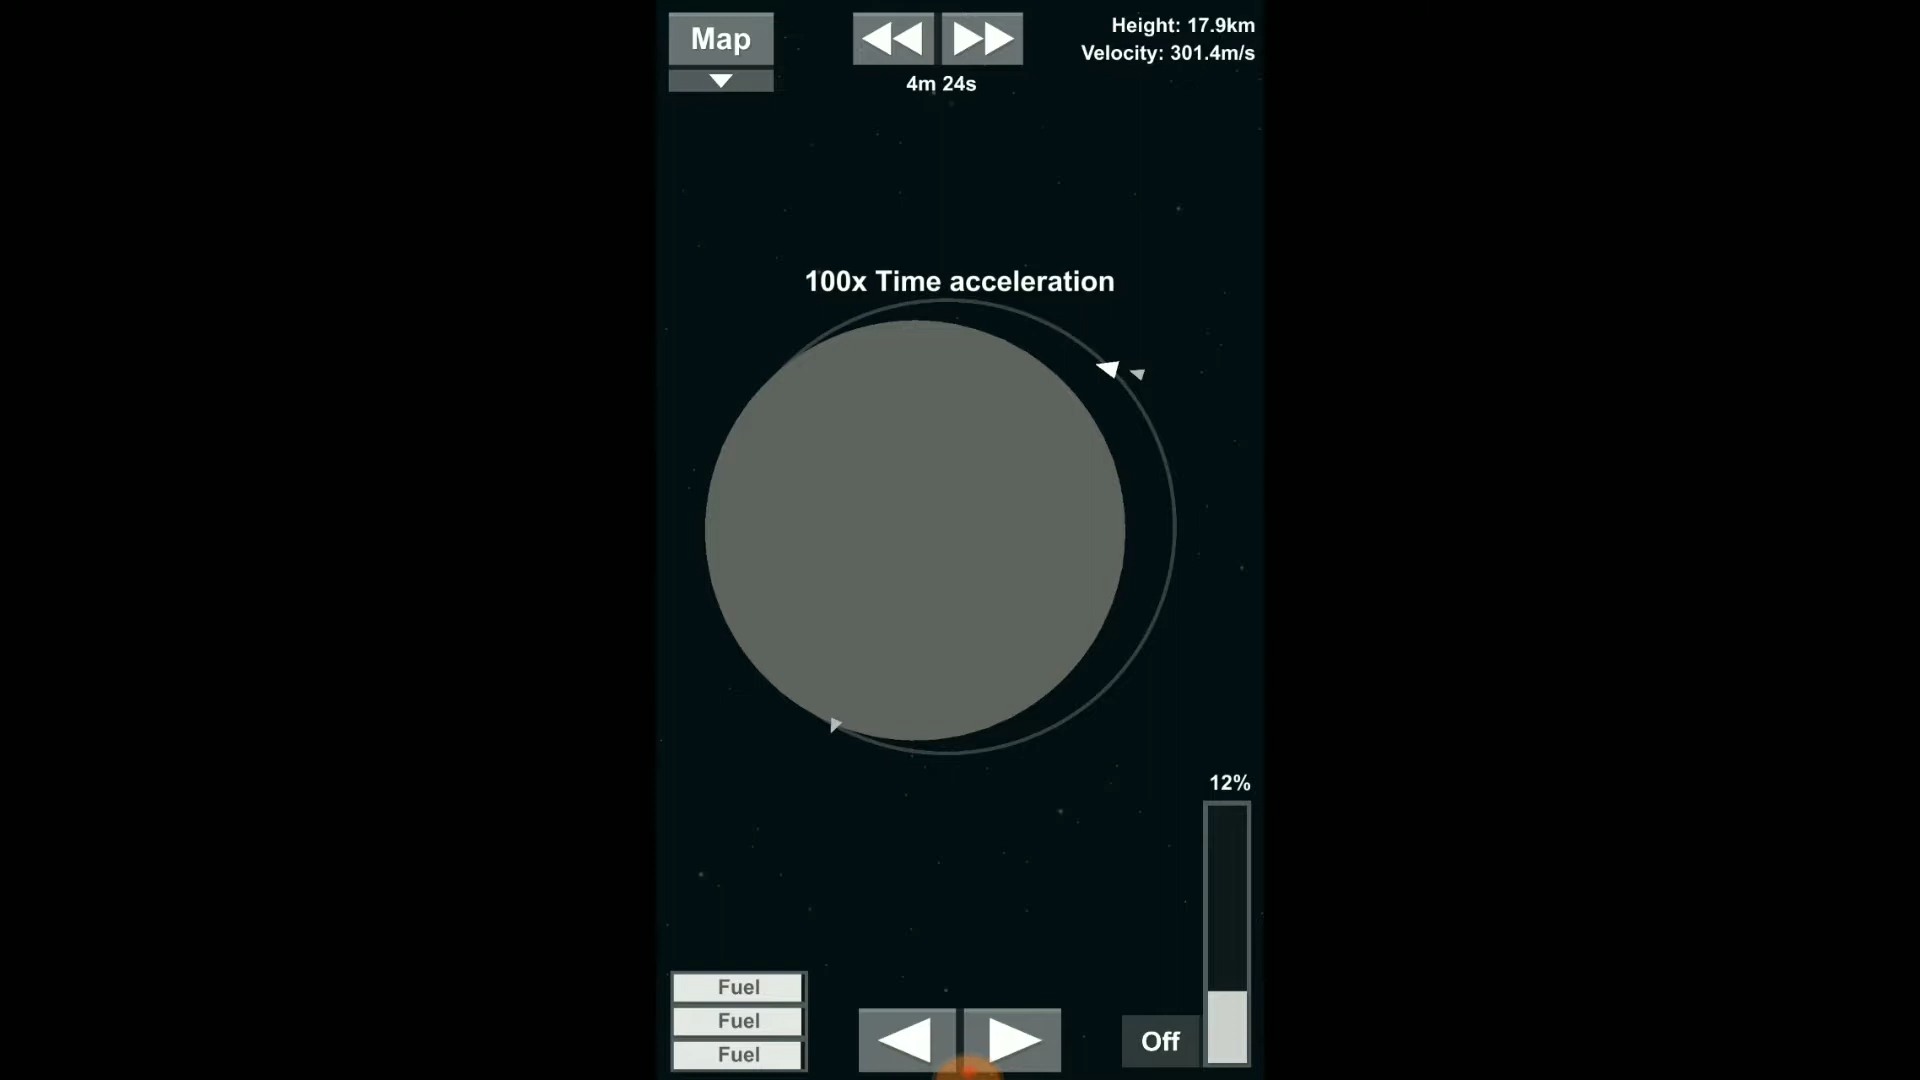 Map
4m 24s
Height: 17.9km
Velocity: 301.4m/s
100x Time acceleration
12%
Fuel
Fuel
Fuel
Off